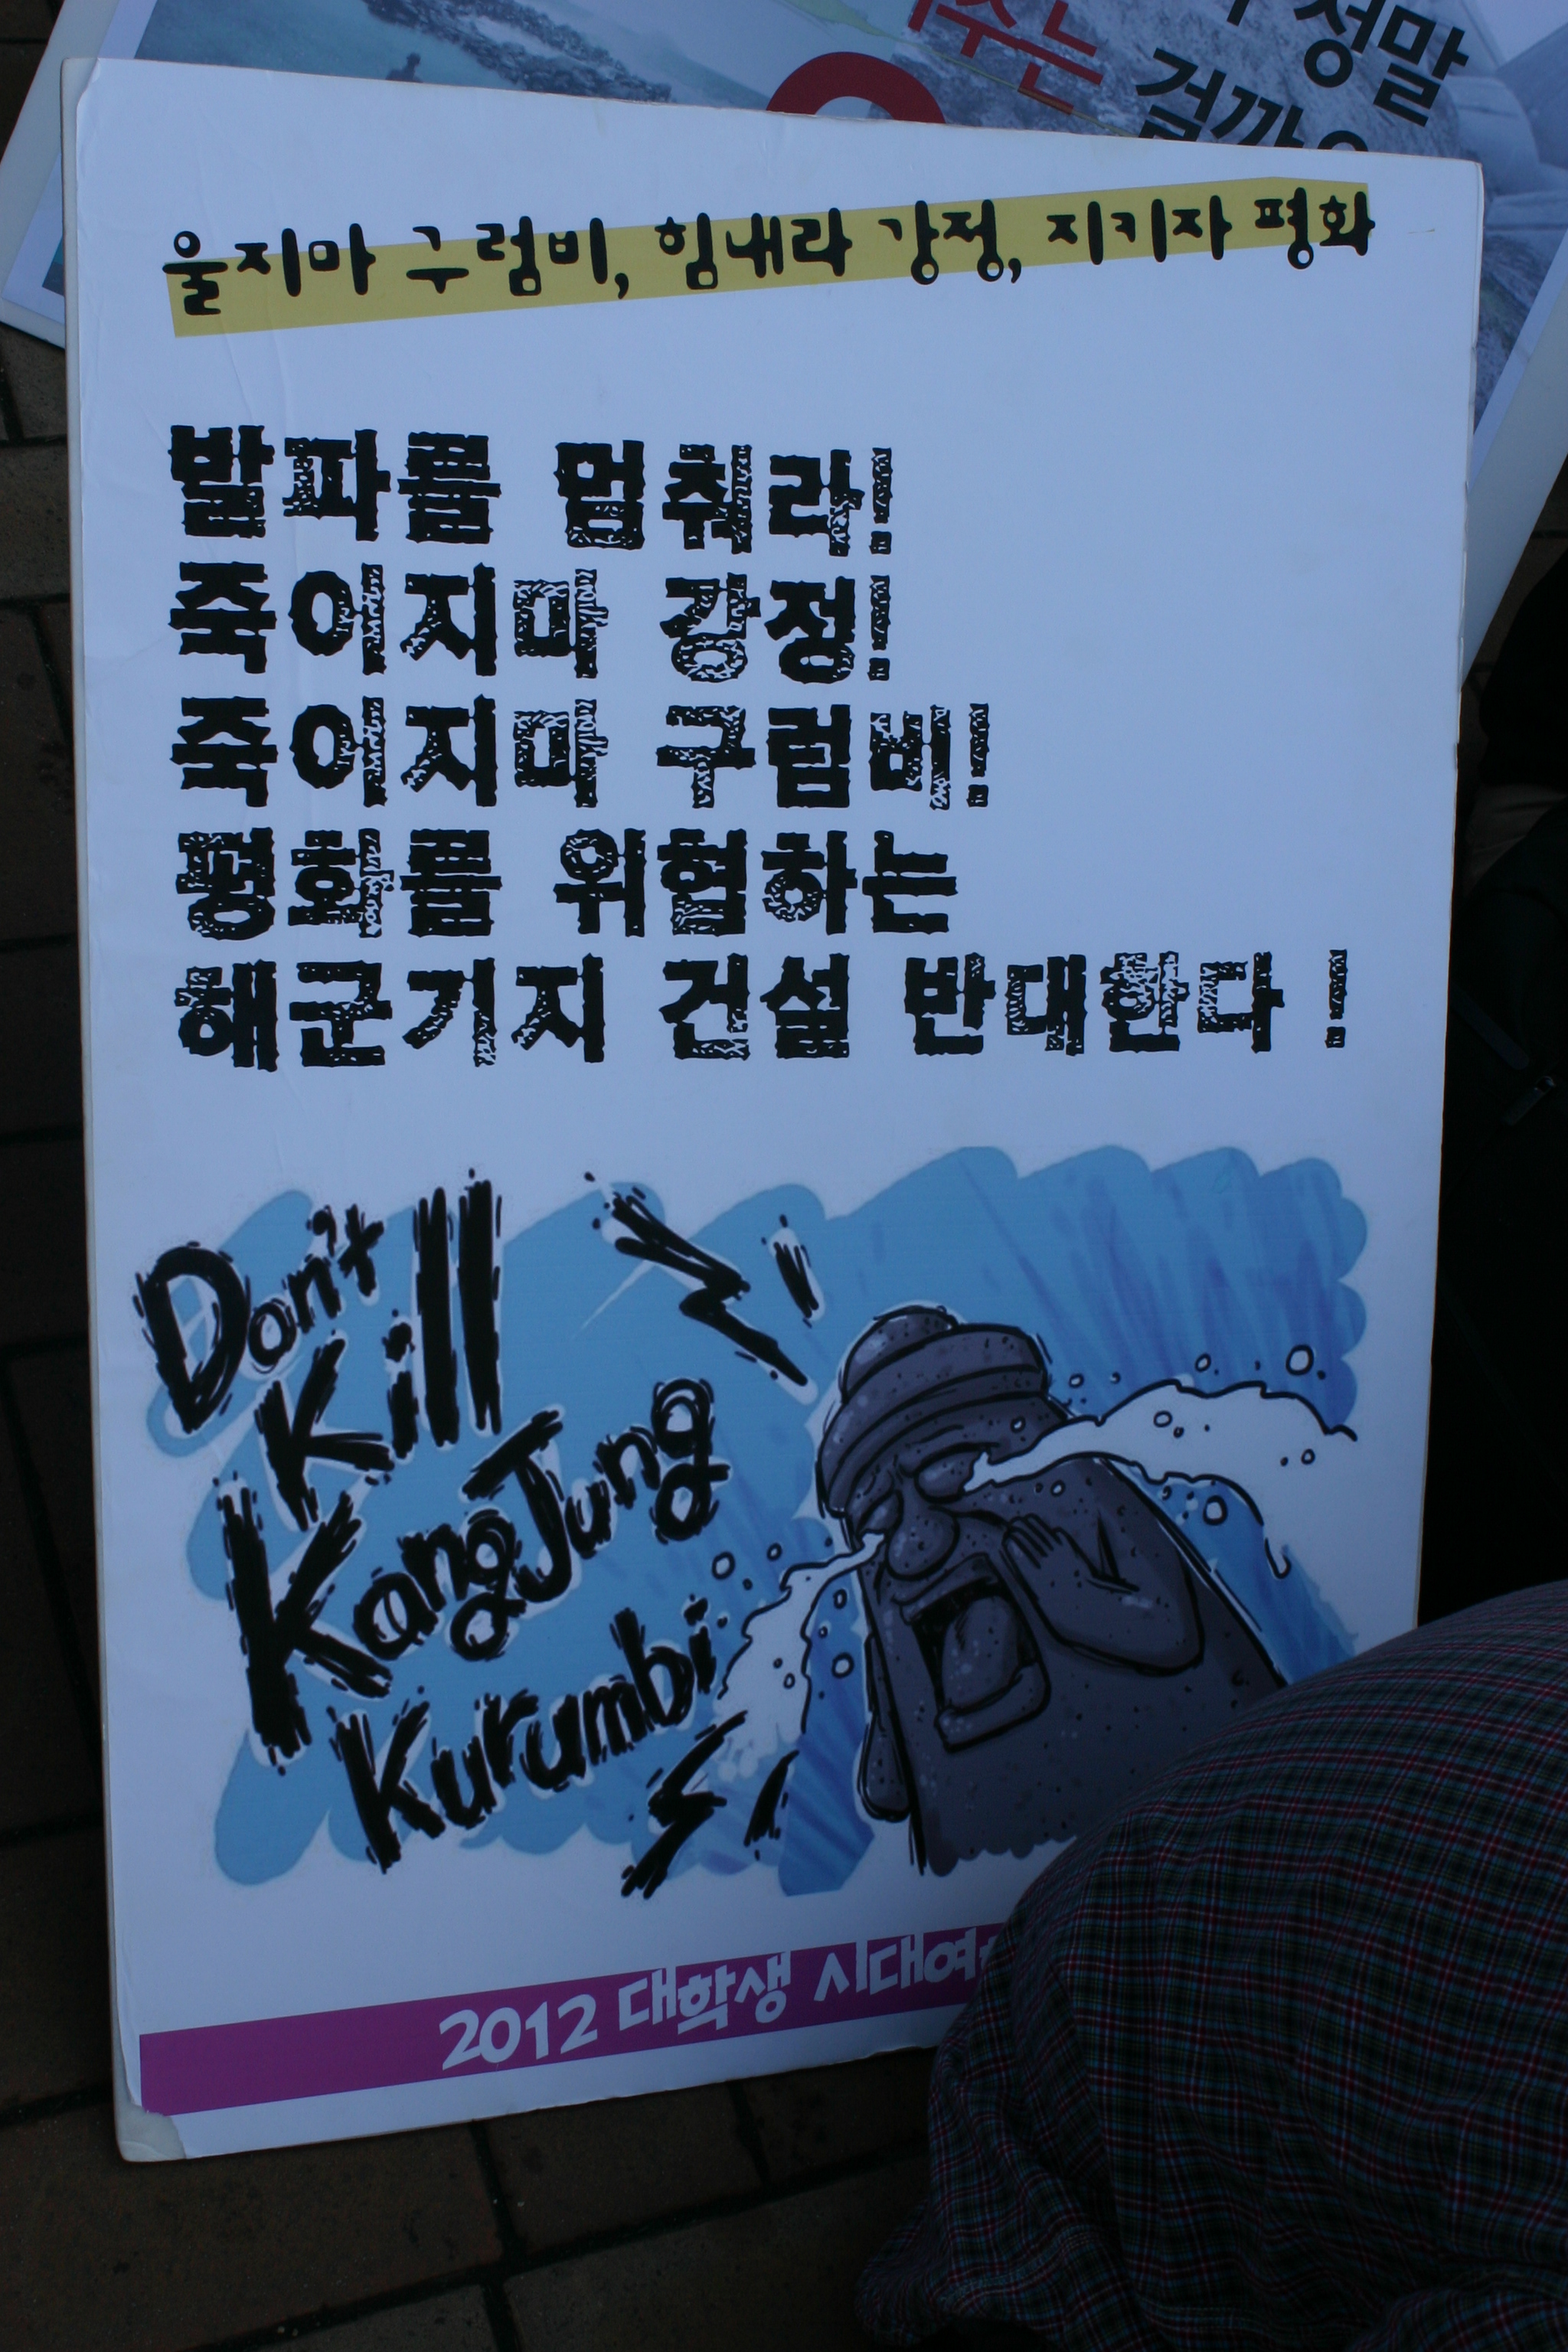 정말
울지마 구럼비, 힘내라 강정, 지키자 평화
발파를 멈춰라!
죽이지마 강정!
죽이지마 구럼비!
평화를 위협하는
해군기지 건설 반대한다!
Don't
Kill
KangJung
Kurumbi
2012 대학생 시대여